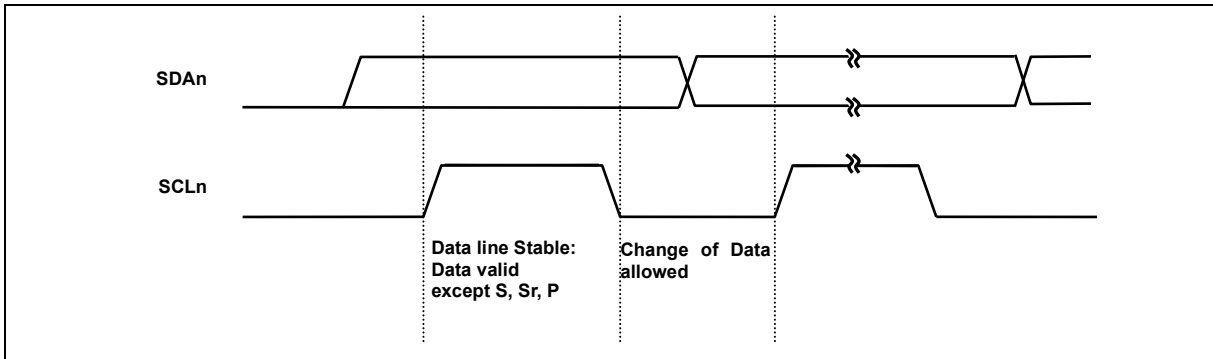 SDAn
SCLn
Data line Stable:
Data valid
except S, Sr, P
Change of Data
allowed